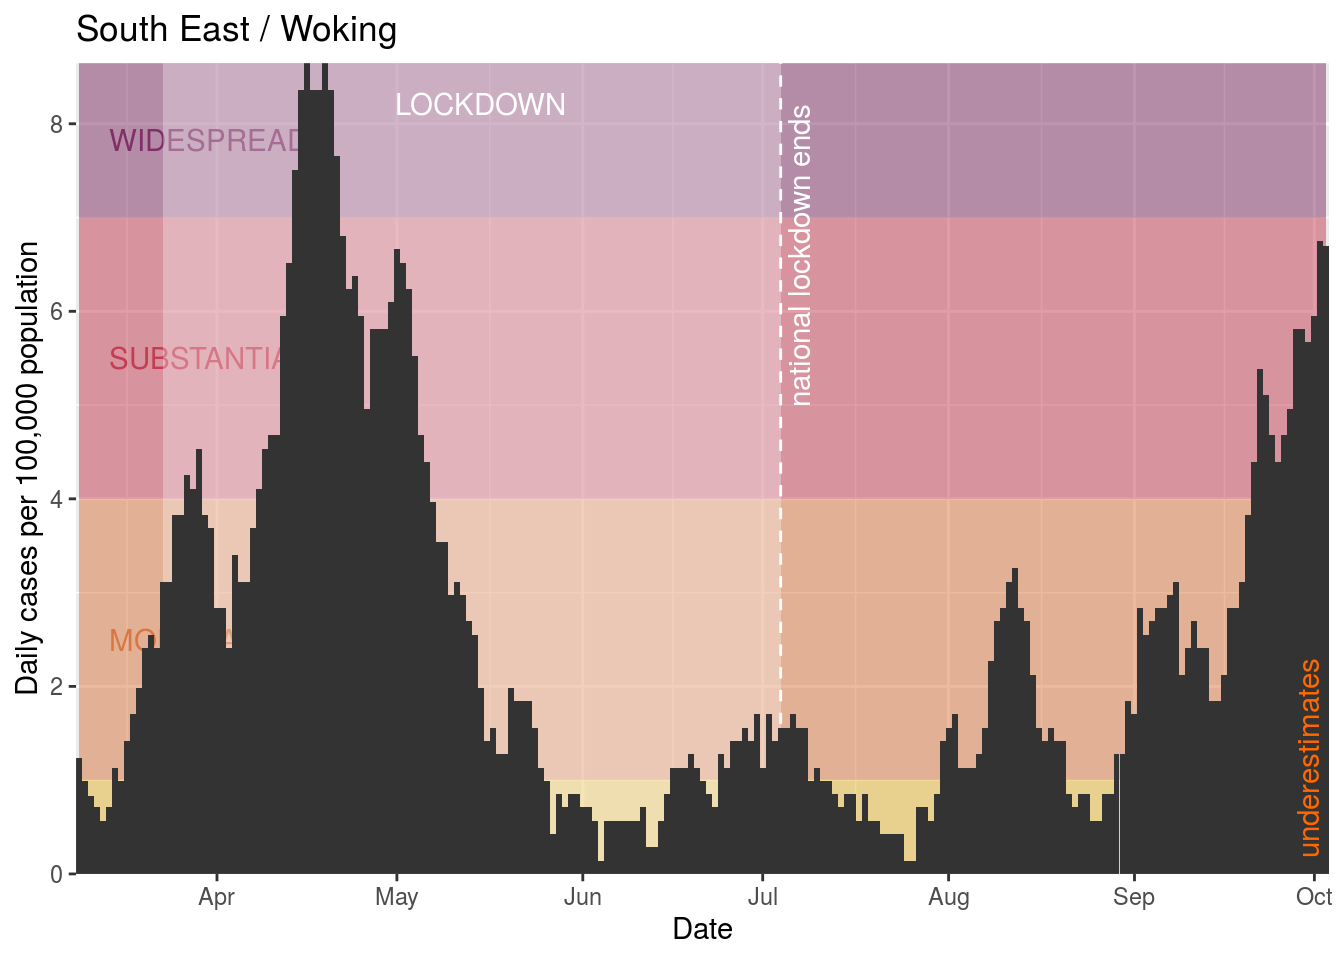 South East / Woking
LOCKDOWN
WIDESPREAD
national lockdown ends
SUBSTANTIA
Daily cases per 100,000 population
underestimates
8
6
4
2
0
Apr
May
Jun
Jul
Aug
Sep
Oct
Date